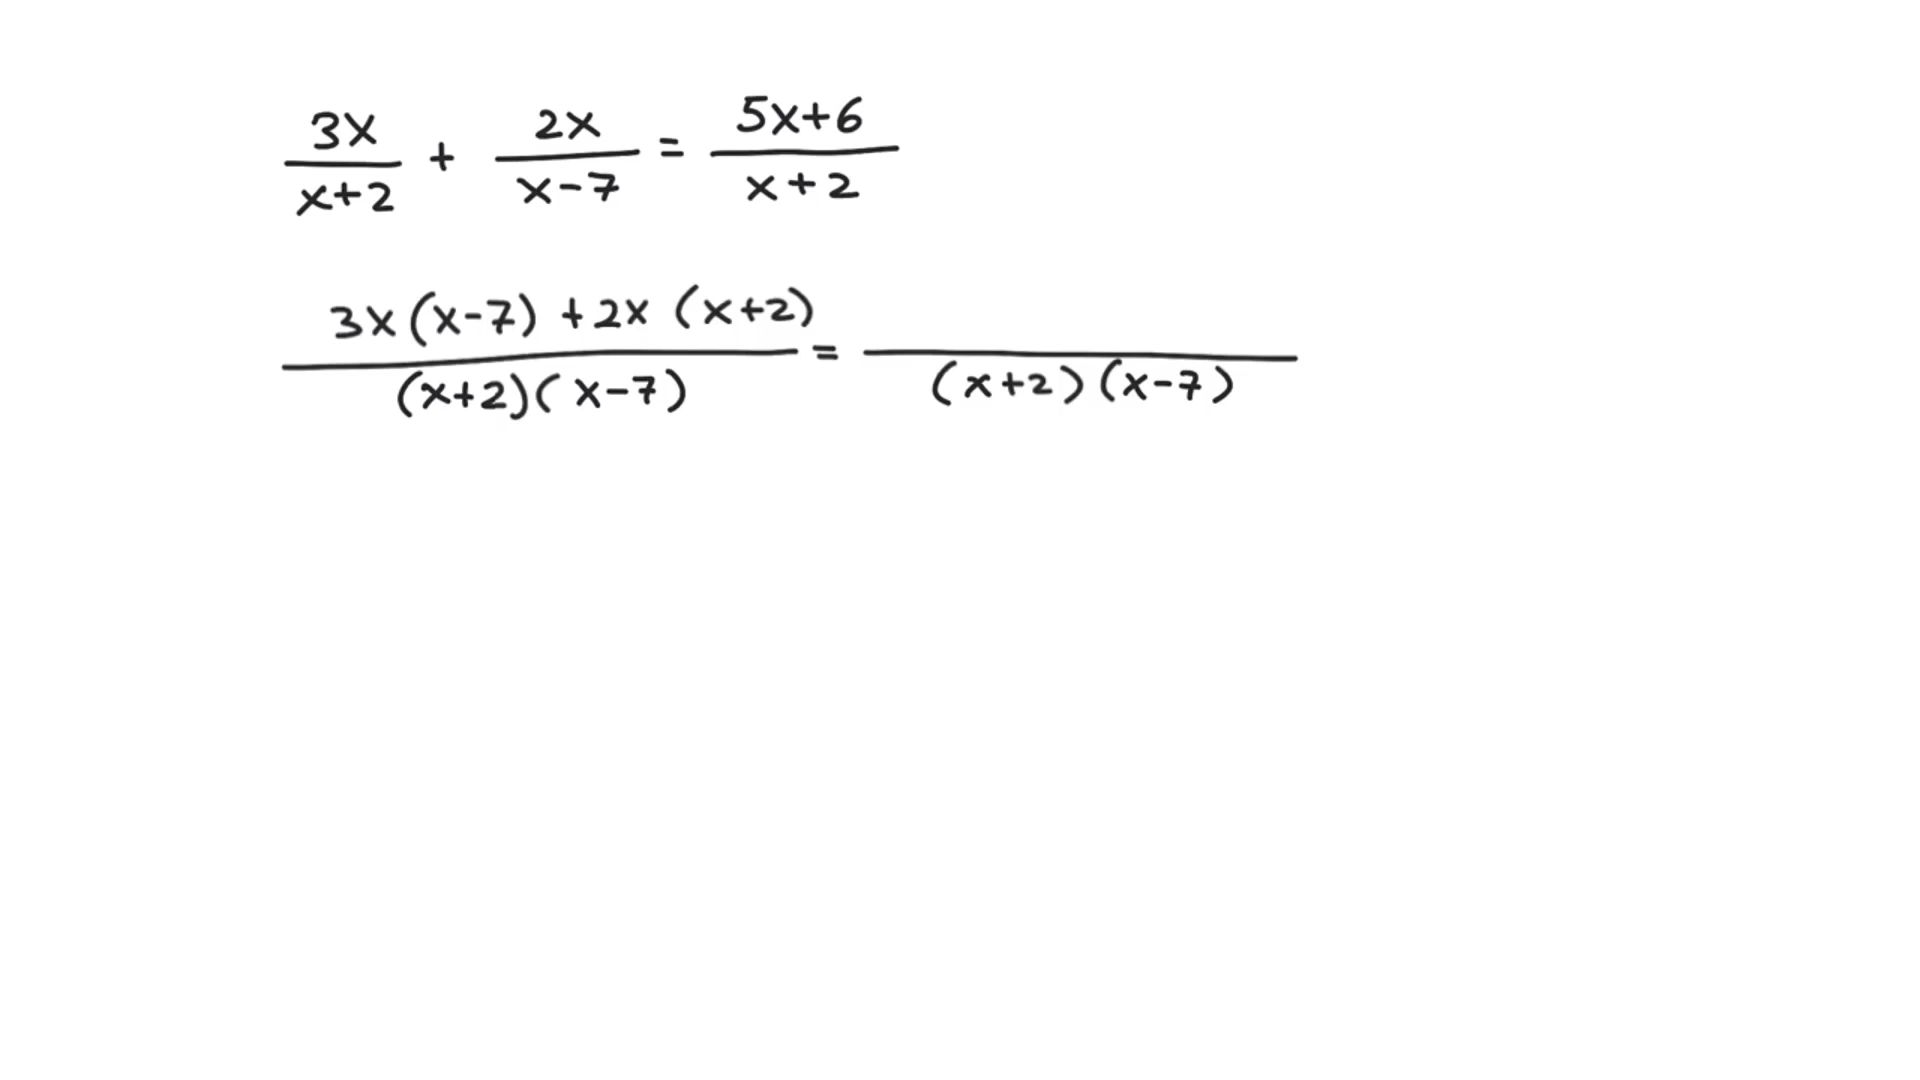 3x/(x+2) + 2x/(x-7) = (5x+6)/(x+2)
(3x(x-7) + 2x(x+2))/((x+2)(x-7)) = /((x+2)(x-7))